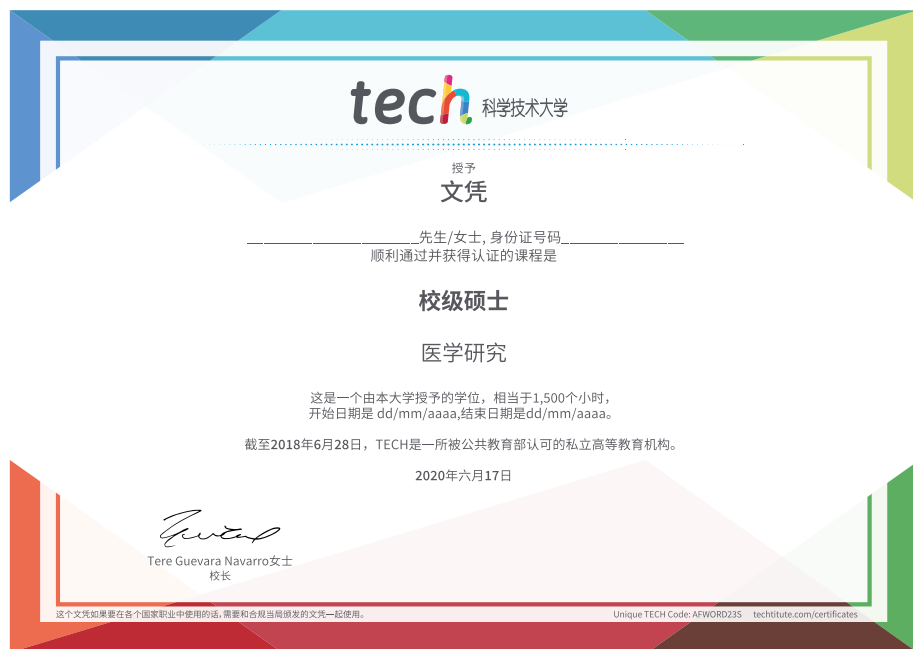 tech 科学技术大学
授予
文凭
______________________先生/女士, 身份证号码________________
顺利通过并获得认证的课程是
校级硕士
医学研究
这是一个由本大学授予的学位，相当于1,500个小时，
开始日期是 dd/mm/aaaa,结束日期是dd/mm/aaaa。
截至2018年6月28日，TECH是一所被公共教育部认可的私立高等教育机构。
2020年六月17日
Tere Guevara Navarro女士
校长
这个文凭如果要在各个国家职业中使用的话,需要和合规当局颁发的文凭一起使用。
Unique TECH Code: AFWORD23S techtitute.com/certificates